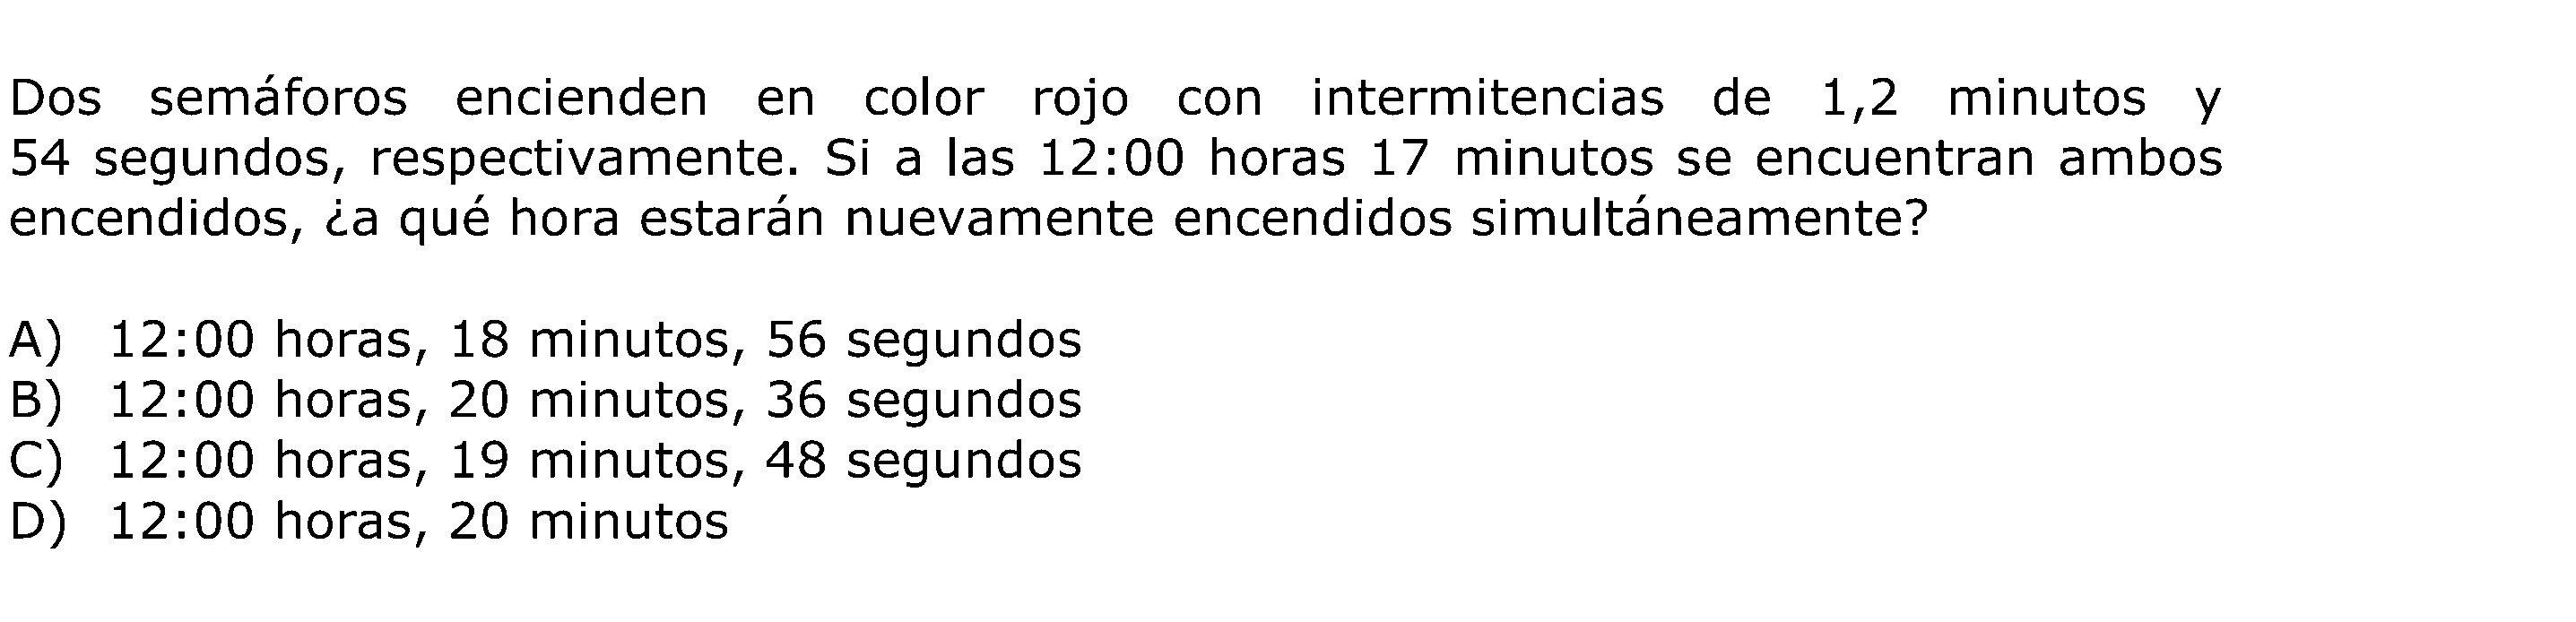 Dos semáforos encienden en color rojo con intermitencias de 1,2 minutos y
54 segundos, respectivamente. Si a las 12:00 horas 17 minutos se encuentran ambos
encendidos, ¿a qué hora estarán nuevamente encendidos simultáneamente?
A) 12:00 horas, 18 minutos, 56 segundos
B) 12:00 horas, 20 minutos, 36 segundos
C) 12:00 horas, 19 minutos, 48 segundos
D) 12:00 horas, 20 minutos